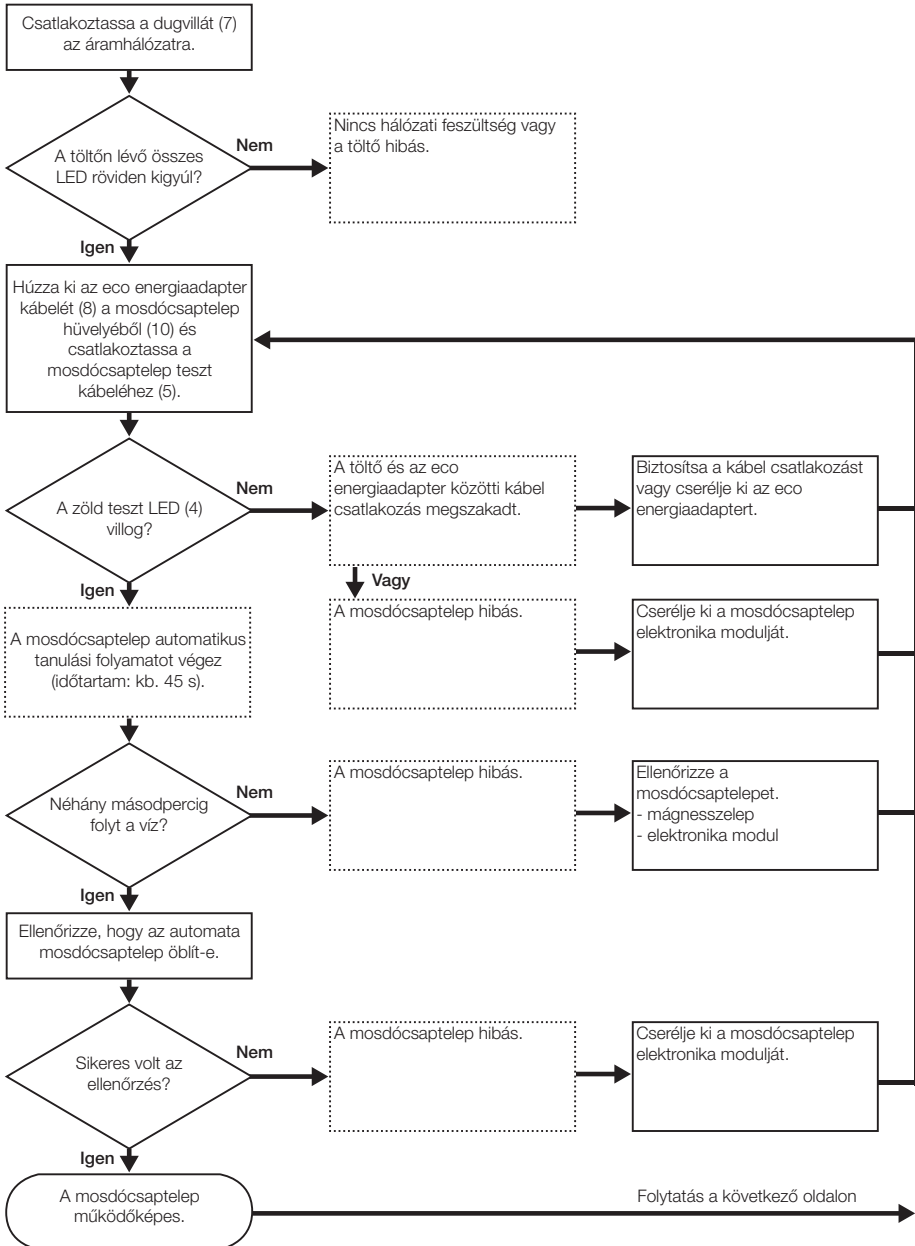 Csatlakoztassa a dugvillát (7)
az áramhálózatra.
A töltőn lévő összes
LED röviden kigyúl?
Nem
Nincs hálózati feszültség vagy
a töltő hibás.
Igen
Húzza ki az eco energiaadapter
kábelét (8) a mosdócsaptelep
hüvelyéből (10) és
csatlakoztassa a
mosdócsaptelep teszt
kábeléhez (5).
A zöld teszt LED (4)
villog?
Nem
A töltő és az eco
energiaadapter közötti kábel
csatlakozás megszakadt.
Biztosítsa a kábel csatlakozást
vagy cserélje ki az eco
energiaadaptert.
Vagy
A mosdócsaptelep hibás.
Cserélje ki a mosdócsaptelep
elektronika modulját.
Igen
A mosdócsaptelep automatikus
tanulási folyamatot végez
(időtartam: kb. 45 s).
Néhány másodpercig
folyt a víz?
Nem
A mosdócsaptelep hibás.
Ellenőrizze a
mosdócsaptelepet.
- mágnesszelep
- elektronika modul
Igen
Ellenőrizze, hogy az automata
mosdócsaptelep öblít-e.
Sikeres volt az
ellenőrzés?
Nem
A mosdócsaptelep hibás.
Cserélje ki a mosdócsaptelep
elektronika modulját.
Igen
A mosdócsaptelep
működőképes.
Folytatás a következő oldalon